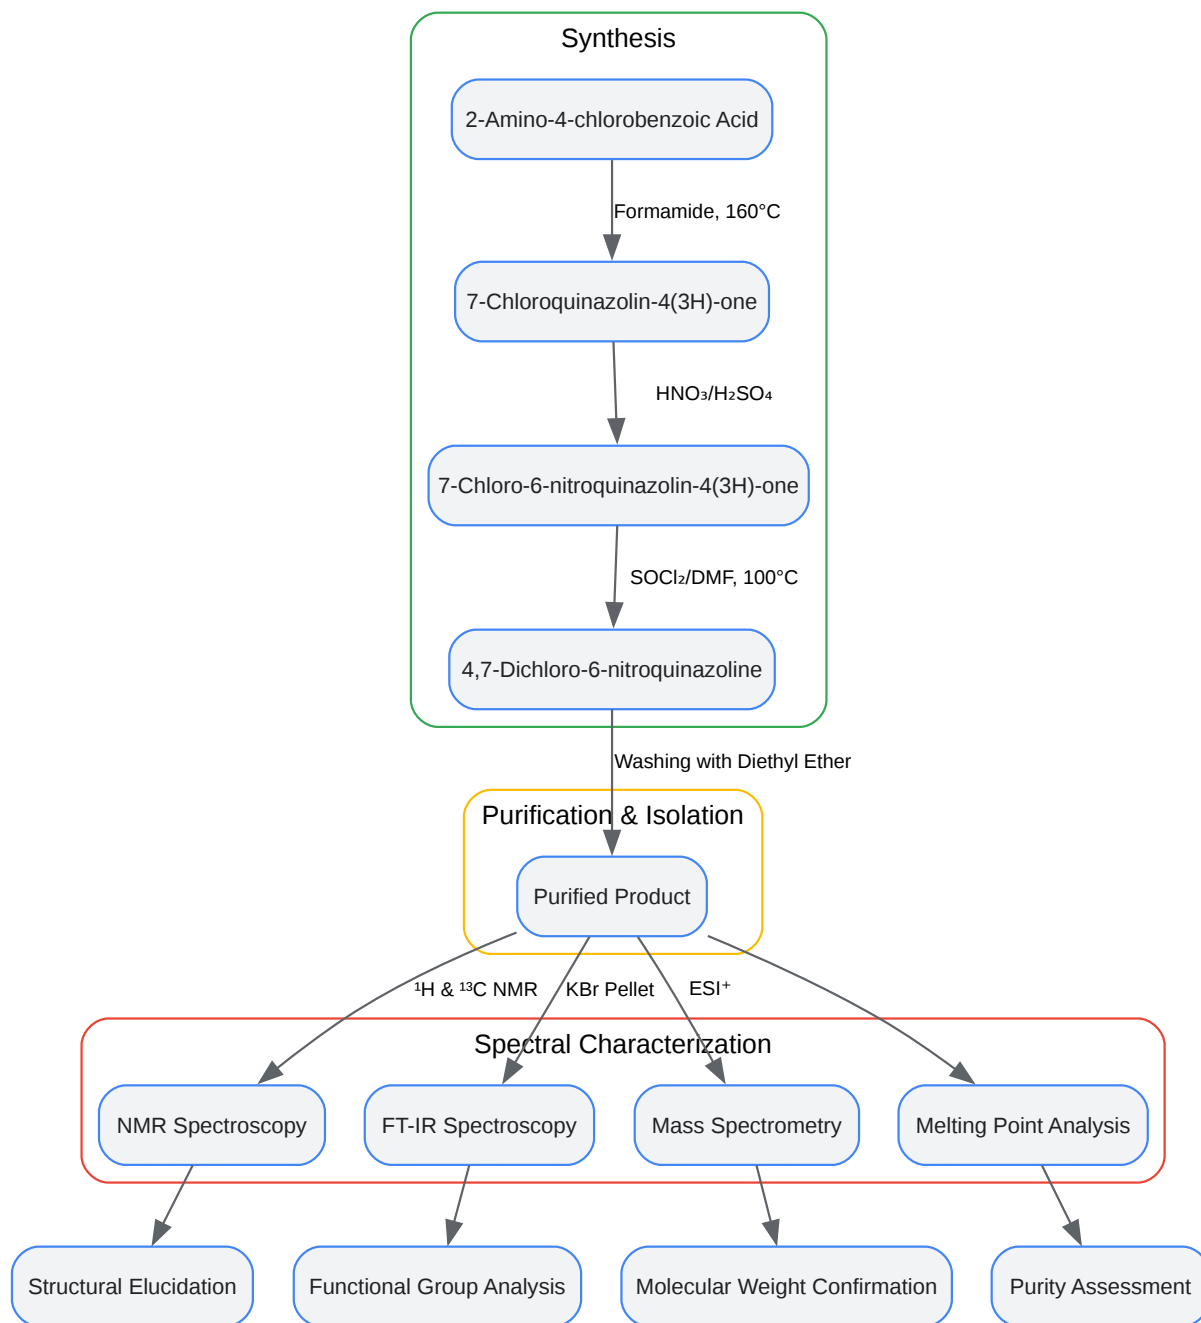 Synthesis
2-Amino-4-chlorobenzoic Acid
Formamide, 160°C
7-Chloroquinazolin-4(3H)-one
HNO₃/H₂SO₄
7-Chloro-6-nitroquinazolin-4(3H)-one
SOCl₂/DMF, 100°C
4,7-Dichloro-6-nitroquinazoline
Washing with Diethyl Ether
Purification & Isolation
Purified Product
¹H & ¹³C NMR
KBr Pellet
ESI⁺
Spectral Characterization
NMR Spectroscopy
FT-IR Spectroscopy
Mass Spectrometry
Melting Point Analysis
Structural Elucidation
Functional Group Analysis
Molecular Weight Confirmation
Purity Assessment